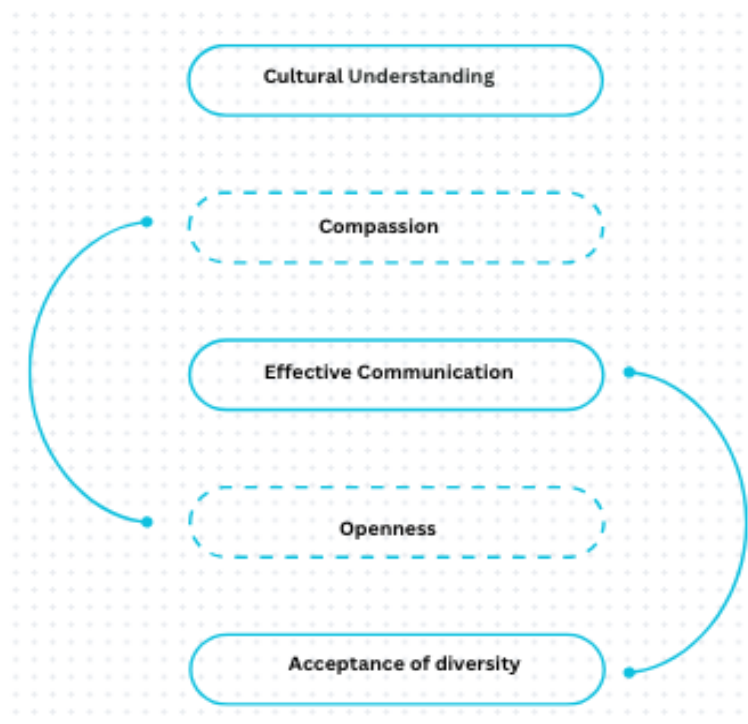 Cultural Understanding
Compassion
Effective Communication
Openness
Acceptance of diversity